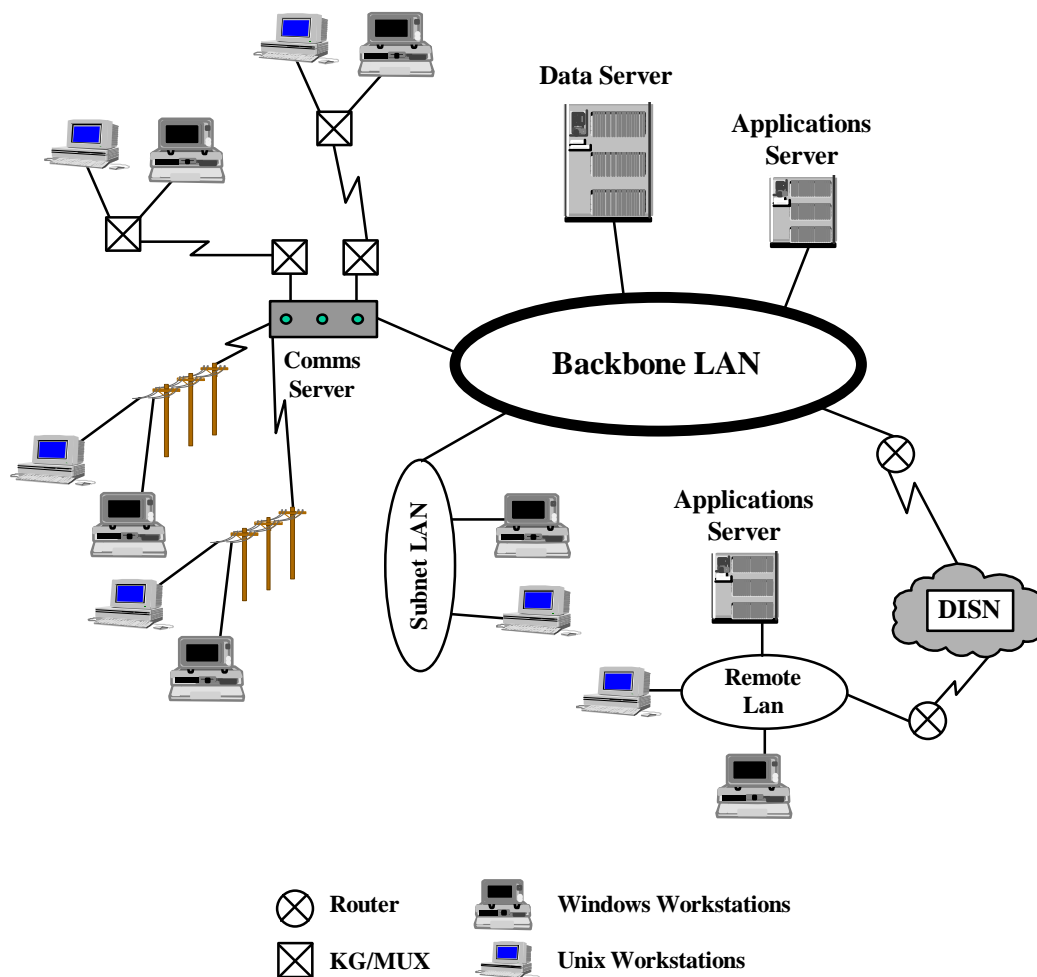 Data Server
Applications
Server
Backbone LAN
Comms
Server
Subnet LAN
Applications
Server
DISN
Remote
Lan
Router
Windows Workstations
KG/MUX
Unix Workstations